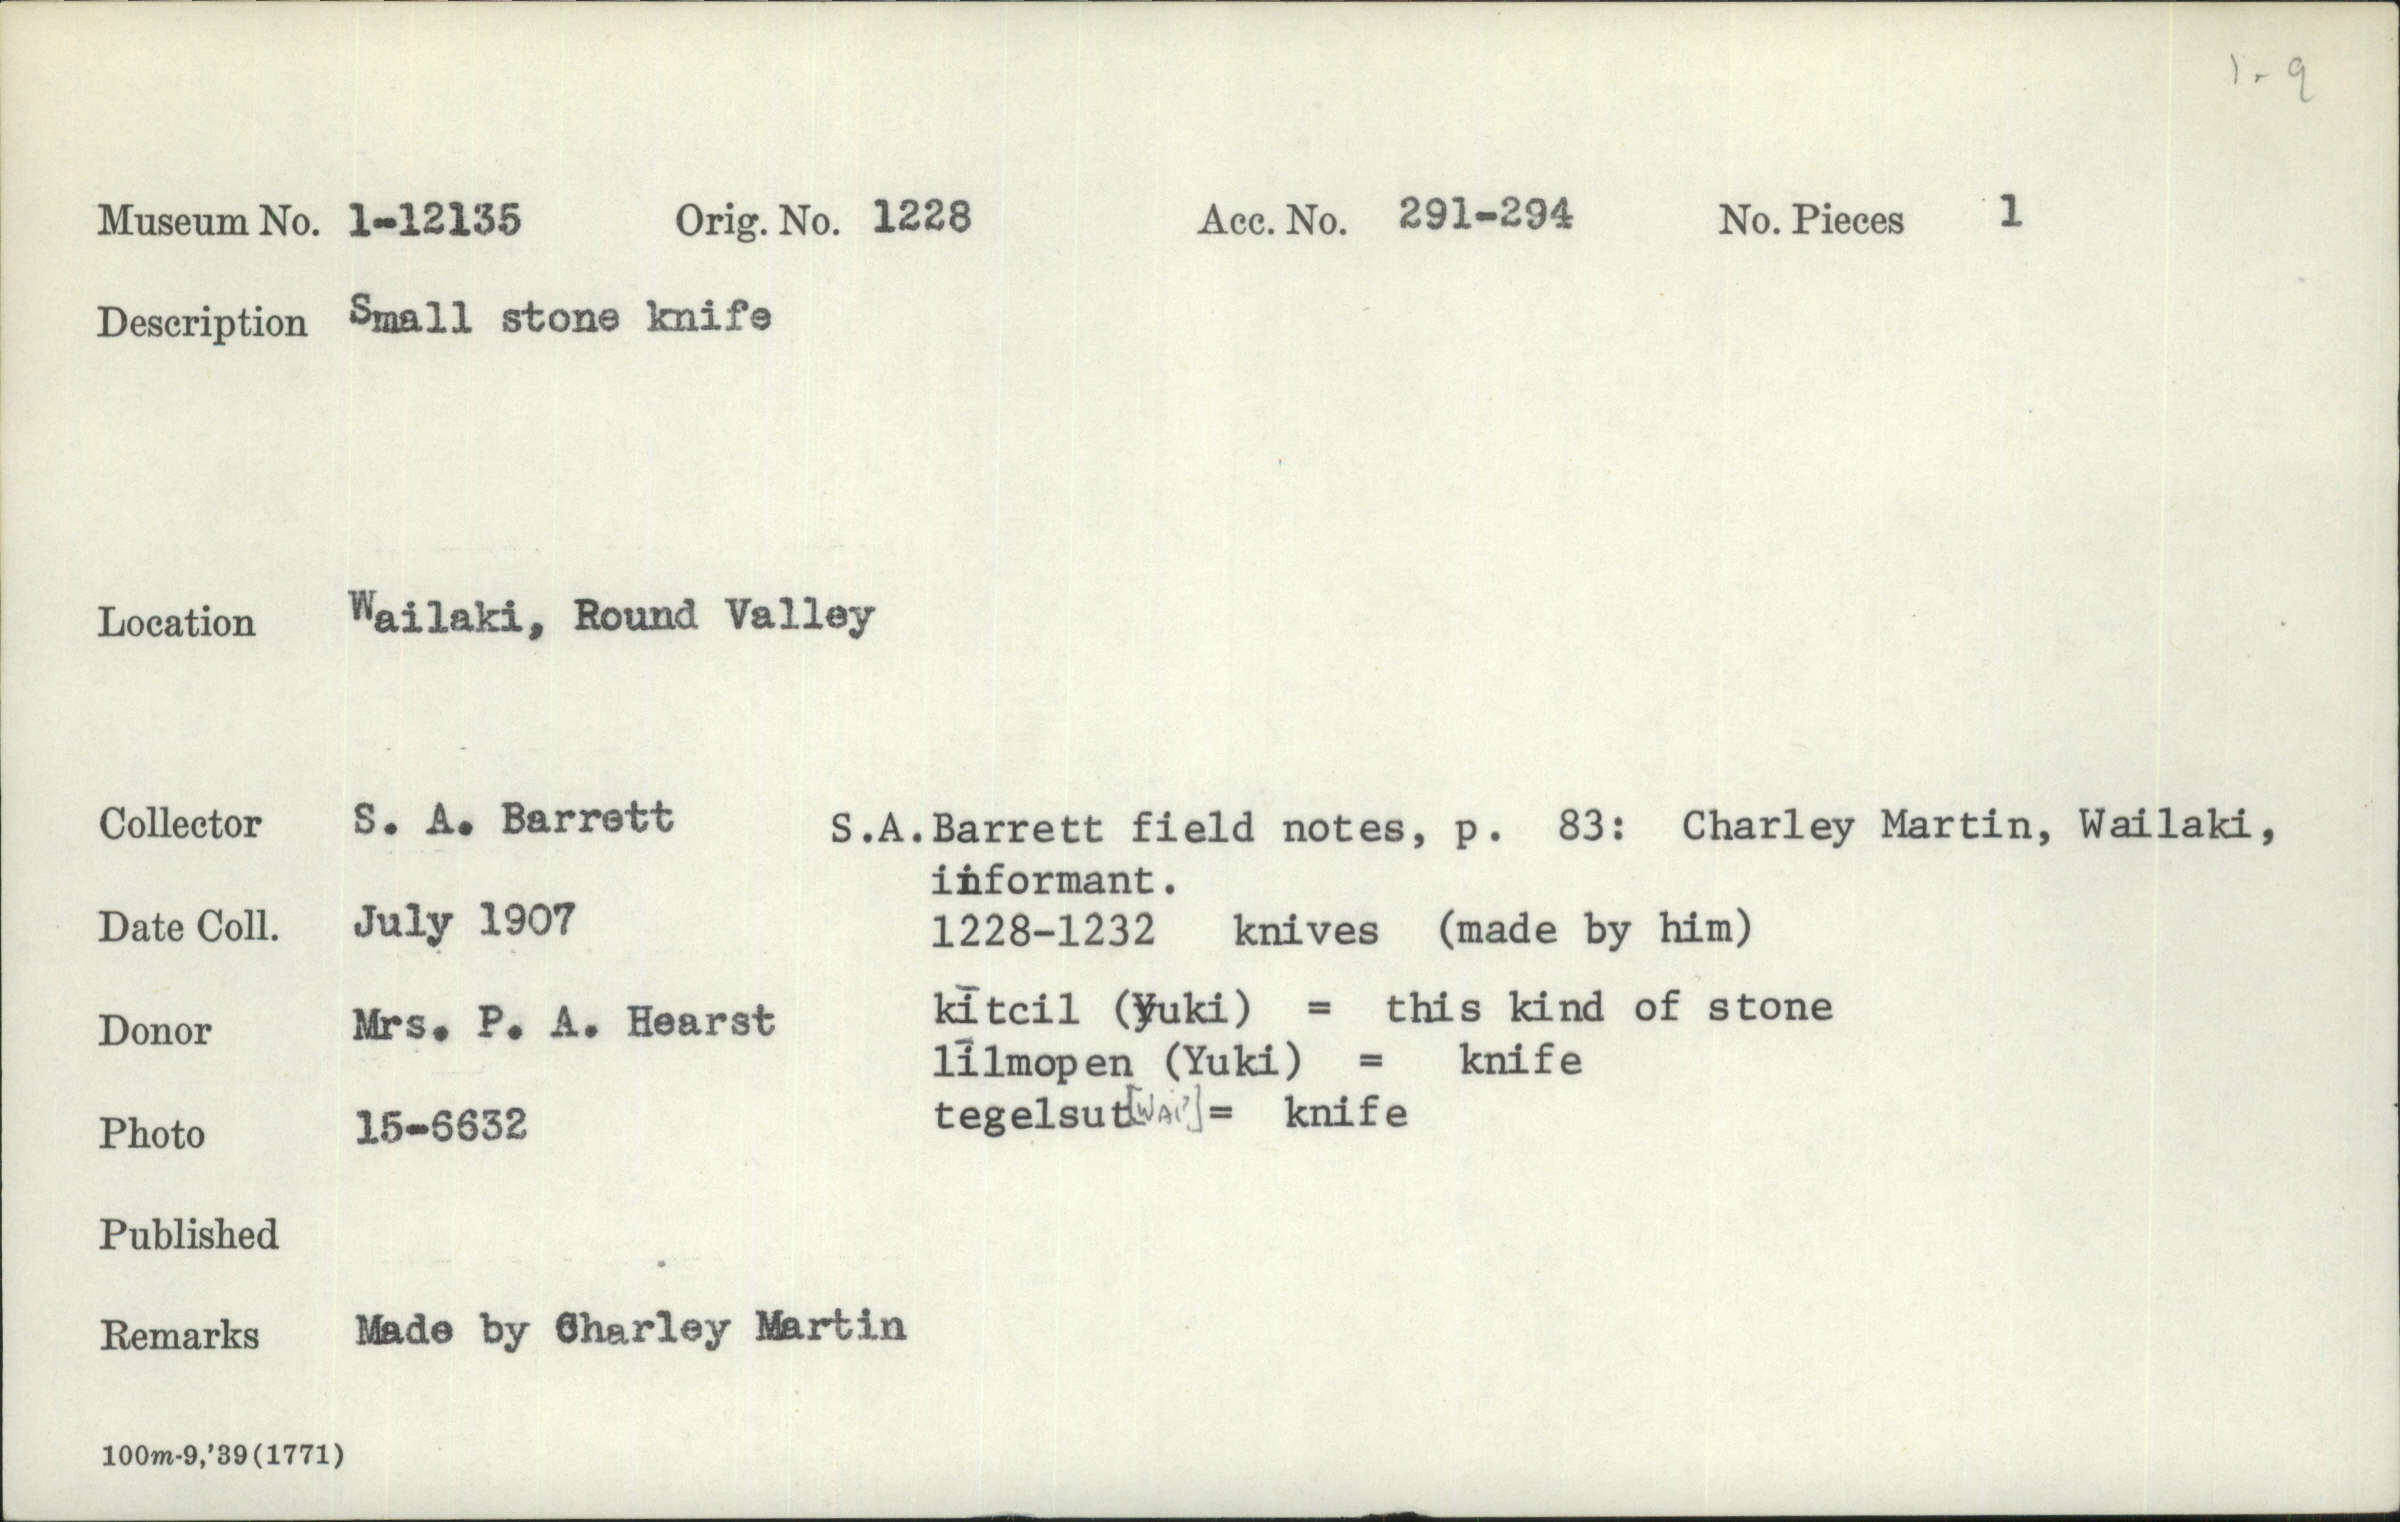 1-9
Museum No. 1-12135 Orig. No. 1228 Acc. No. 291-294 No. Pieces 1
Description Small stone knife
Location Wailaki, Round Valley
Collector S. A. Barrett
Date Coll. July 1907
Donor Mrs. P. A. Hearst
Photo 15-6632
Published
Remarks Made by Charley Martin
S.A.Barrett field notes, p. 83: Charley Martin, Wailaki,
informant.
1228-1232 knives (made by him)
kītcil (Yuki) = this kind of stone
līlmopen (Yuki) = knife
tegelsut = knife
100m-9,'39(1771)